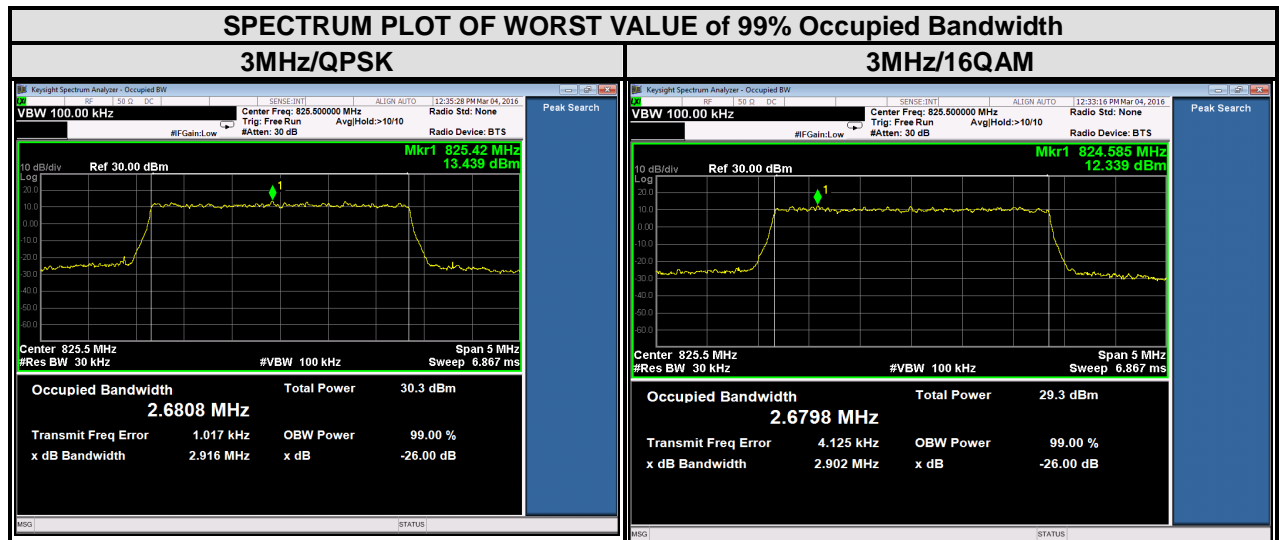 SPECTRUM PLOT OF WORST VALUE of 99% Occupied Bandwidth
3MHz/QPSK
3MHz/16QAM
Keysight Spectrum Analyzer - Occupied BW
LXI RF 50 Ω DC SENSE:INT ALIGN AUTO 12:35:28 PM Mar 04, 2016
VBW 100.00 kHz Center Freq: 825.500000 MHz Radio Std: None
Trig: Free Run Avg|Hold:>10/10
#IFGain:Low #Atten: 30 dB Radio Device: BTS
Peak Search
Mkr1 825.42 MHz
13.439 dBm
10 dB/div Ref 30.00 dBm
Log
20.0
1
10.0
0.00
-10.0
-20.0
-30.0
-40.0
-50.0
-60.0
Center 825.5 MHz Span 5 MHz
#Res BW 30 kHz #VBW 100 kHz Sweep 6.867 ms
Occupied Bandwidth Total Power 30.3 dBm
2.6808 MHz
Transmit Freq Error 1.017 kHz OBW Power 99.00 %
x dB Bandwidth 2.916 MHz x dB -26.00 dB
MSG STATUS
Keysight Spectrum Analyzer - Occupied BW
LXI RF 50 Ω DC SENSE:INT ALIGN AUTO 12:33:16 PM Mar 04, 2016
VBW 100.00 kHz Center Freq: 825.500000 MHz Radio Std: None
Trig: Free Run Avg|Hold:>10/10
#IFGain:Low #Atten: 30 dB Radio Device: BTS
Peak Search
Mkr1 824.585 MHz
12.339 dBm
10 dB/div Ref 30.00 dBm
Log
20.0
1
10.0
0.00
-10.0
-20.0
-30.0
-40.0
-50.0
-60.0
Center 825.5 MHz Span 5 MHz
#Res BW 30 kHz #VBW 100 kHz Sweep 6.867 ms
Occupied Bandwidth Total Power 29.3 dBm
2.6798 MHz
Transmit Freq Error 4.125 kHz OBW Power 99.00 %
x dB Bandwidth 2.902 MHz x dB -26.00 dB
MSG STATUS